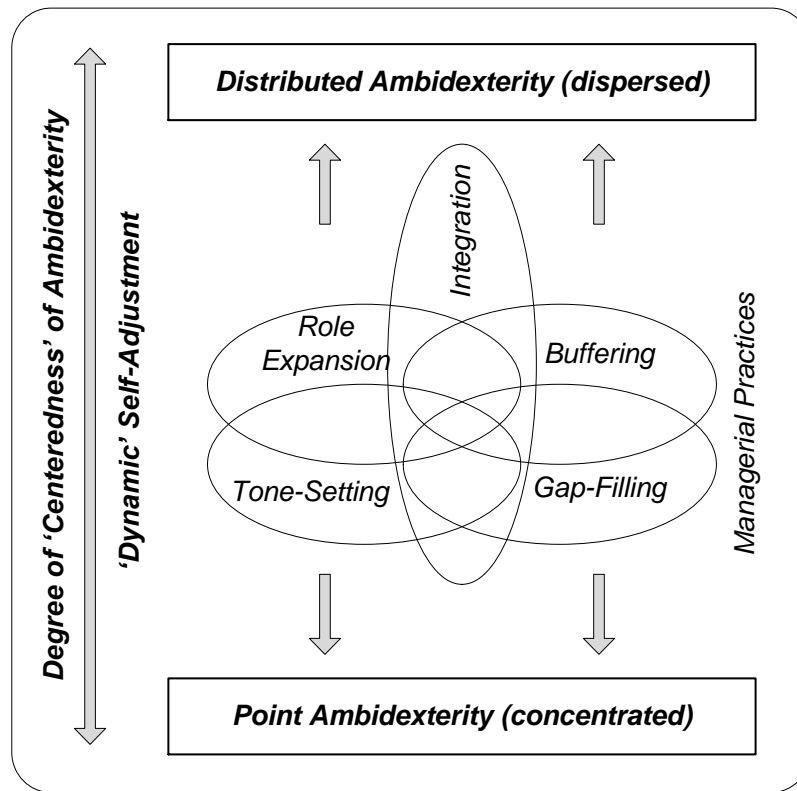 Distributed Ambidexterity (dispersed)
Degree of ‘Centeredness’ of Ambidexterity
‘Dynamic’ Self-Adjustment
Integration
Role
Expansion
Buffering
Tone-Setting
Gap-Filling
Managerial Practices
Point Ambidexterity (concentrated)